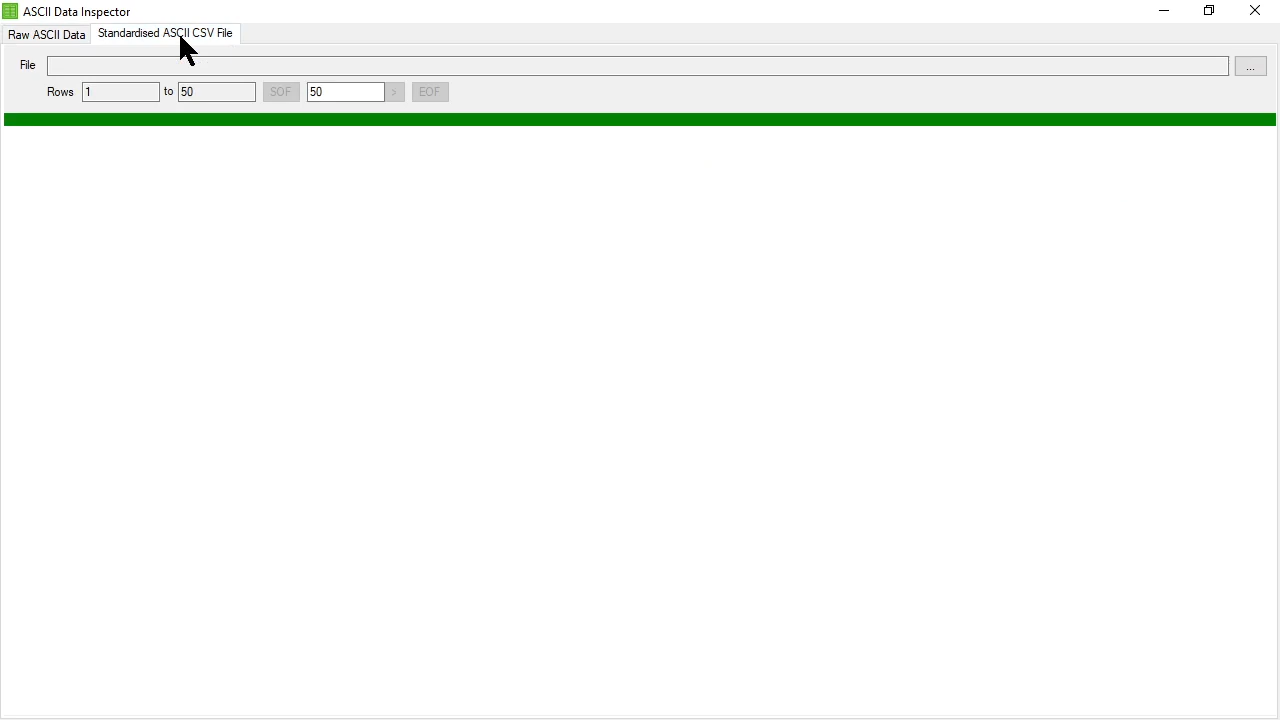 ASCII Data Inspector
Raw ASCII Data Standardised ASCII CSV File
File ...
Rows 1 to 50 SOF 50 > EOF